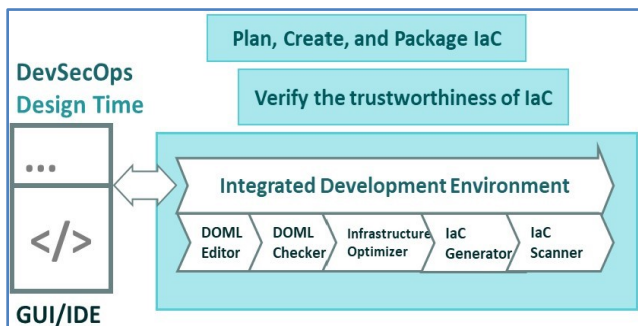 Plan, Create, and Package IaC
DevSecOps
Design Time
Verify the trustworthiness of IaC
...
Integrated Development Environment
</>
DOML
Editor
DOML
Checker
Infrastructure
Optimizer
IaC
Generator
IaC
Scanner
GUI/IDE